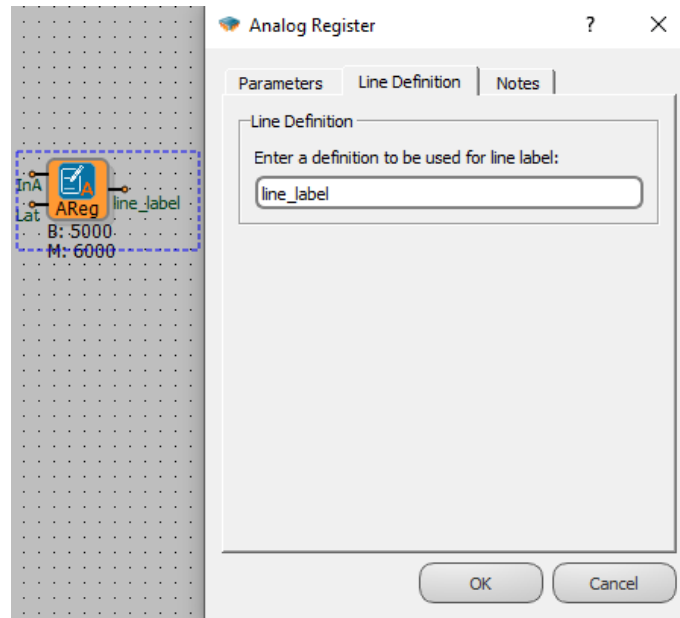 Analog Register
?
Parameters
Line Definition
Notes
Line Definition
Enter a definition to be used for line label:
line_label
InA
A
AReg
line_label
Lat
B: 5000
M: 6000
OK
Cancel